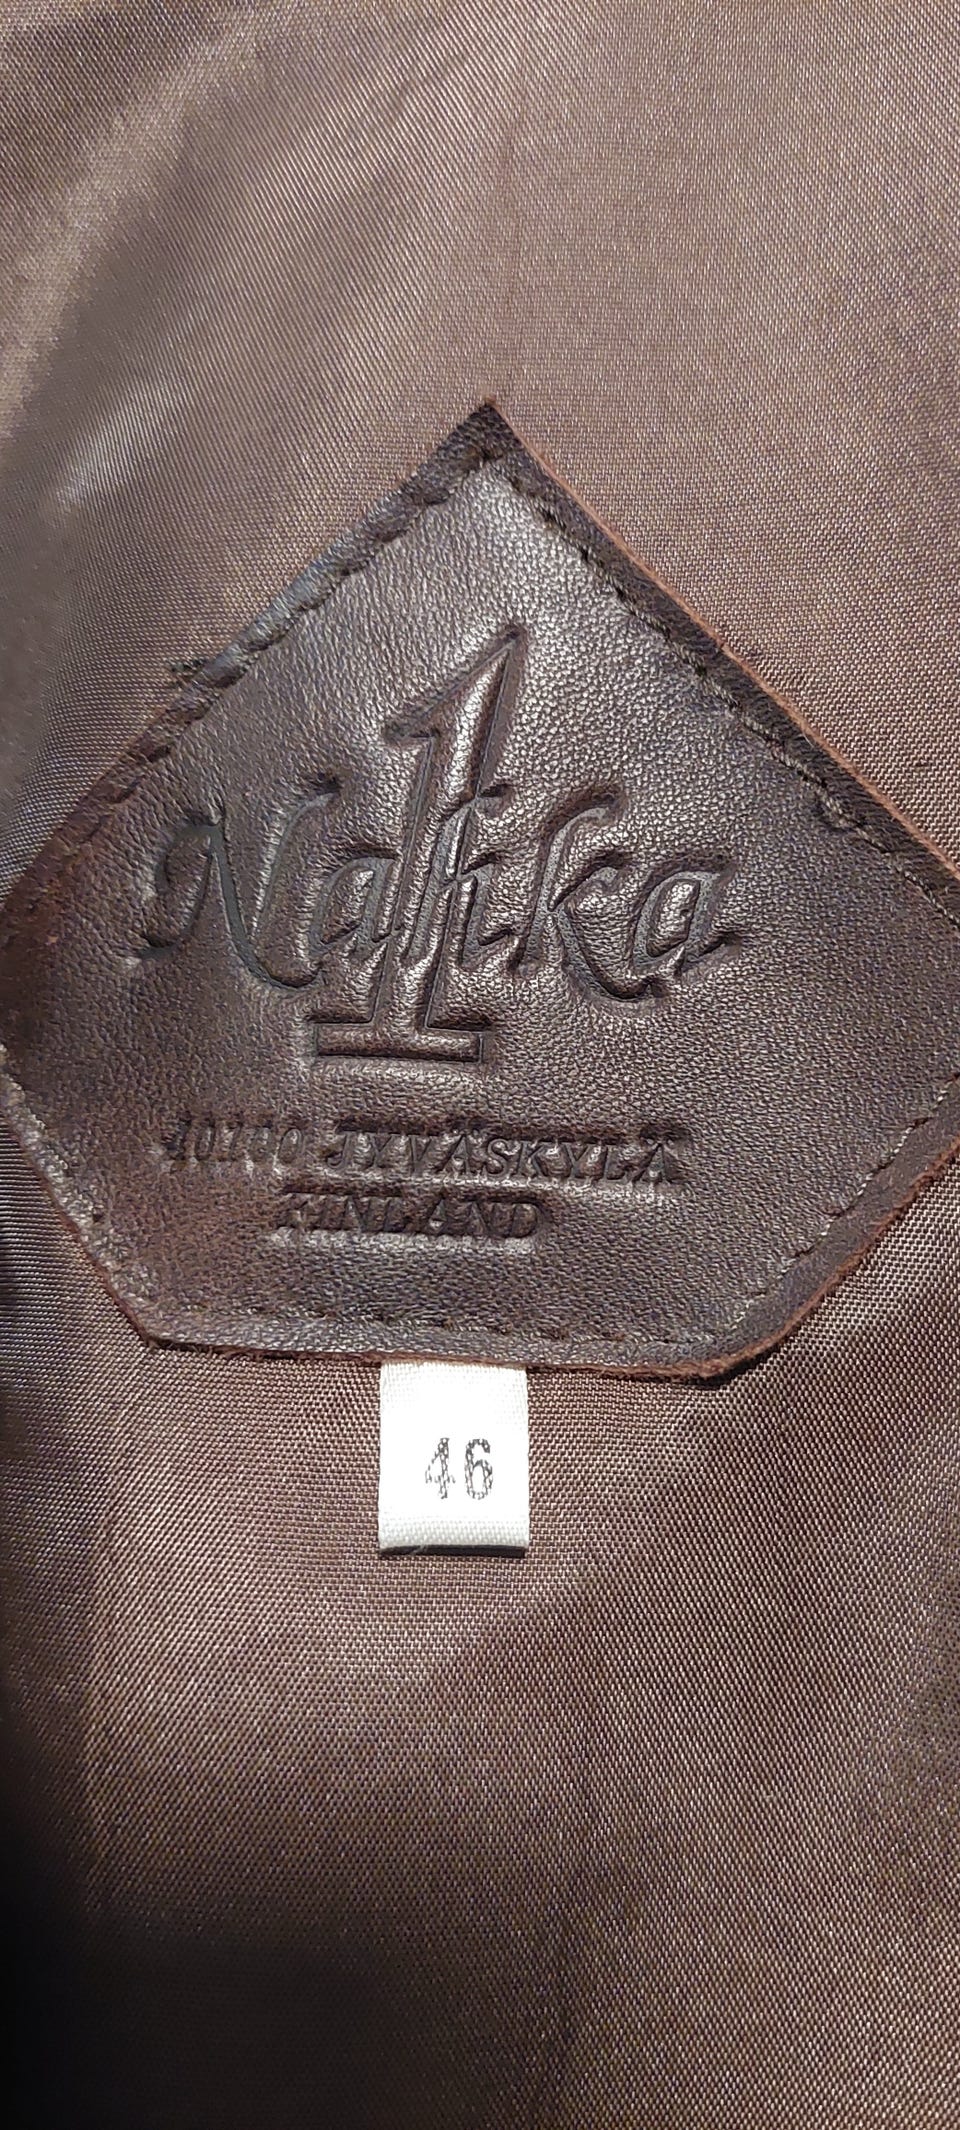 1
Nahka
40100 JYVÄSKYLÄ
FINLAND
46